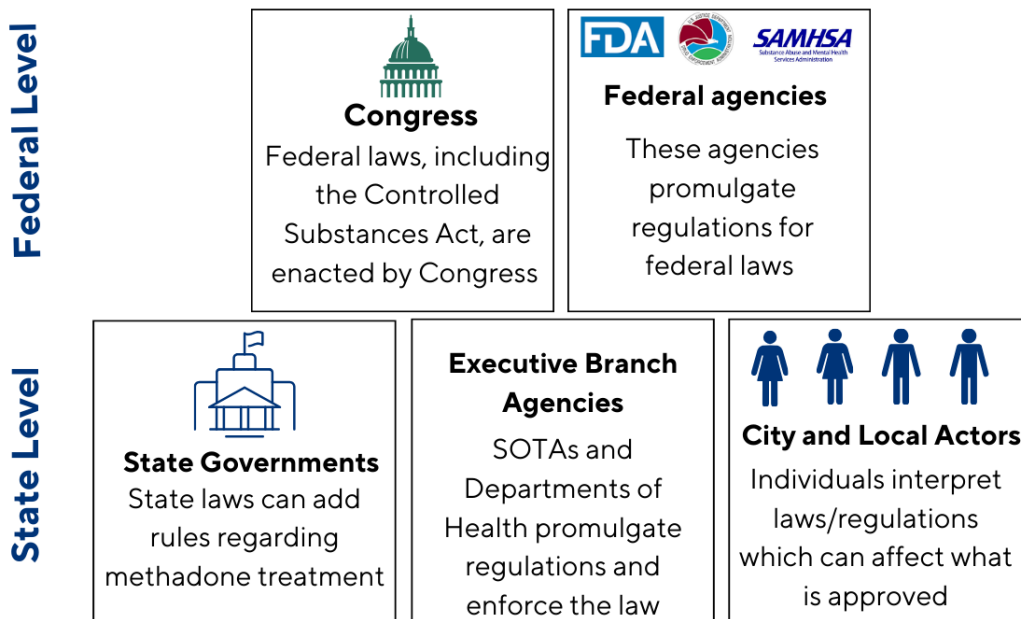 Federal Level
Congress
Federal laws, including
the Controlled
Substances Act, are
enacted by Congress
FDA
SAMHSA
Substance Abuse and Mental Health
Services Administration
Federal agencies
These agencies
promulgate
regulations for
federal laws
State Level
State Governments
State laws can add
rules regarding
methadone treatment
Executive Branch
Agencies
SOTAs and
Departments of
Health promulgate
regulations and
enforce the law
City and Local Actors
Individuals interpret
laws/regulations
which can affect what
is approved